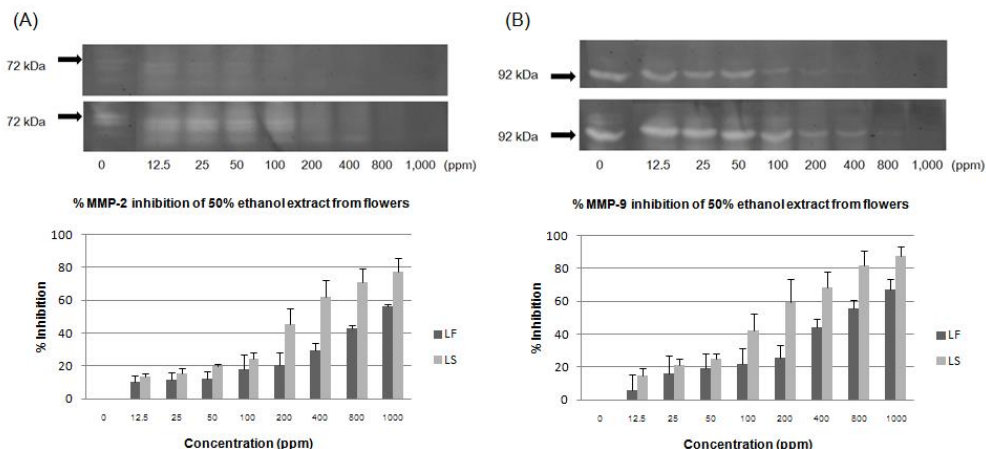 (A)
72 kDa
72 kDa
0 12.5 25 50 100 200 400 800 1,000 (ppm)
% MMP-2 inhibition of 50% ethanol extract from flowers
% Inhibition
100
80
60
40
20
0
0 12.5 25 50 100 200 400 800 1000
Concentration (ppm)
LF
LS
(B)
92 kDa
92 kDa
0 12.5 25 50 100 200 400 800 1,000 (ppm)
% MMP-9 inhibition of 50% ethanol extract from flowers
% Inhibition
100
80
60
40
20
0
0 12.5 25 50 100 200 400 800 1000
Concentration (ppm)
LF
LS